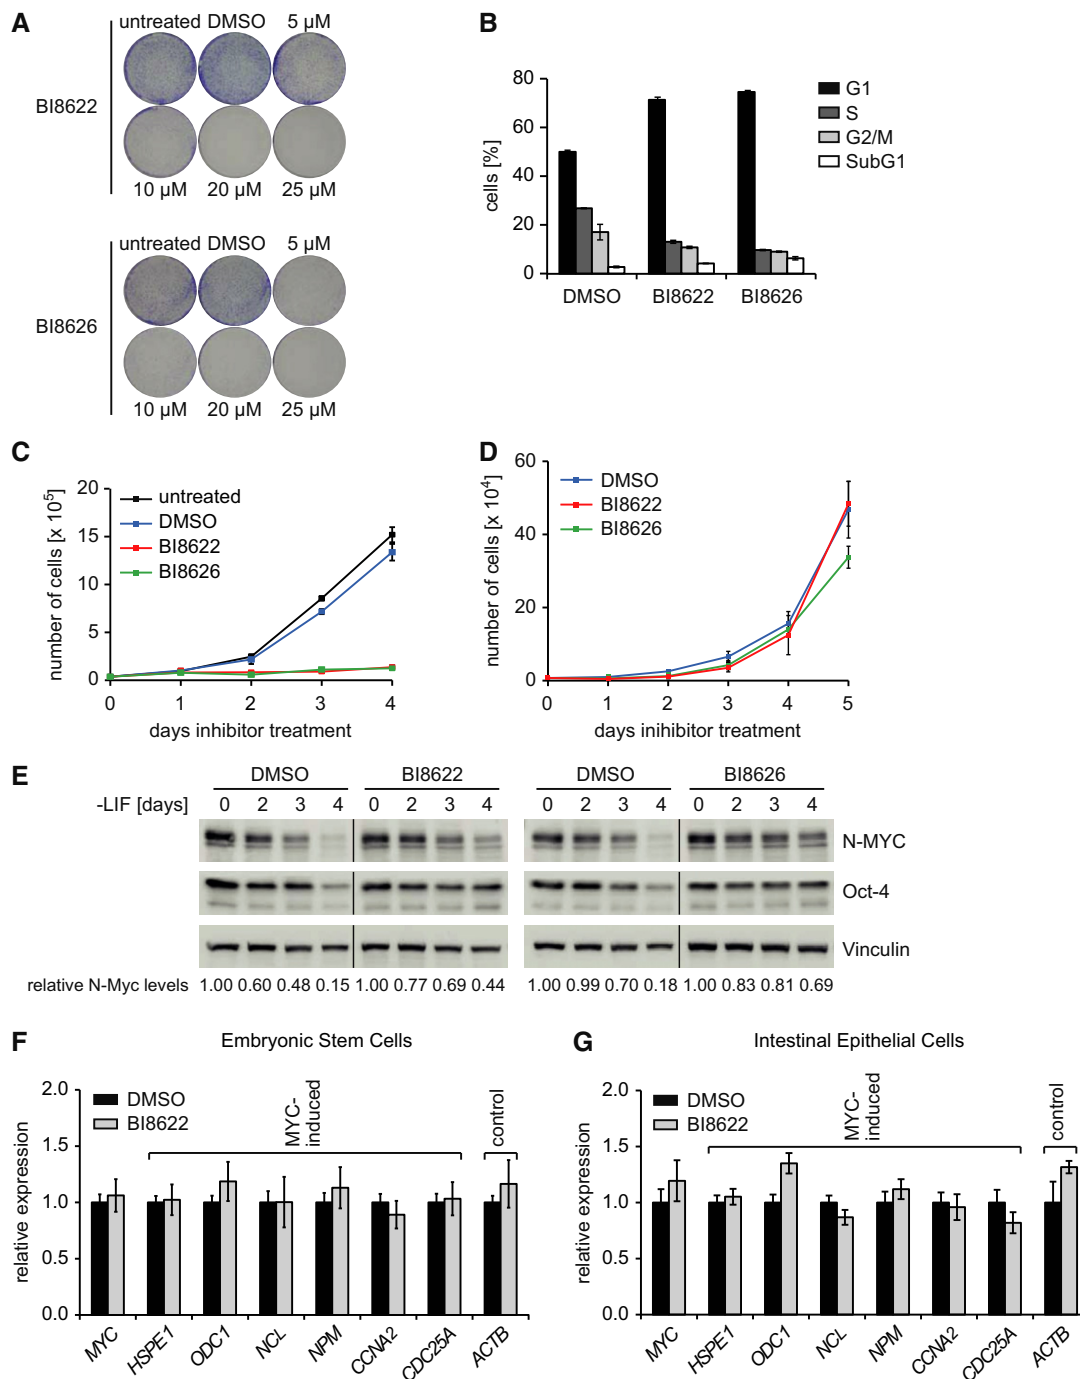 A
untreated DMSO 5 µM
BI8622
10 µM 20 µM 25 µM
untreated DMSO 5 µM
BI8626
10 µM 20 µM 25 µM
B
cells [%]
80
60
40
20
0
DMSO BI8622 BI8626
G1
S
G2/M
SubG1
C
number of cells [x 10⁵]
20
15
10
5
0
0 1 2 3 4
days inihibitor treatment
untreated
DMSO
BI8622
BI8626
D
number of cells [x 10⁴]
60
40
20
0
0 1 2 3 4 5
days inhibitor treatment
DMSO
BI8622
BI8626
E
DMSO BI8622 DMSO BI8626
-LIF [days] 0 2 3 4 0 2 3 4 0 2 3 4 0 2 3 4
N-MYC
Oct-4
Vinculin
relative N-Myc levels 1.00 0.60 0.48 0.15 1.00 0.77 0.69 0.44 1.00 0.99 0.70 0.18 1.00 0.83 0.81 0.69
F
Embryonic Stem Cells
relative expression
2.0
1.5
1.0
0.5
0.0
DMSO
BI8622
MYC-
induced
control
MYC HSPE1 ODC1 NCL NPM CCNA2 CDC25A ACTB
G
Intestinal Epithelial Cells
relative expression
2.0
1.5
1.0
0.5
0.0
DMSO
BI8622
MYC-
induced
control
MYC HSPE1 ODC1 NCL NPM CCNA2 CDC25A ACTB